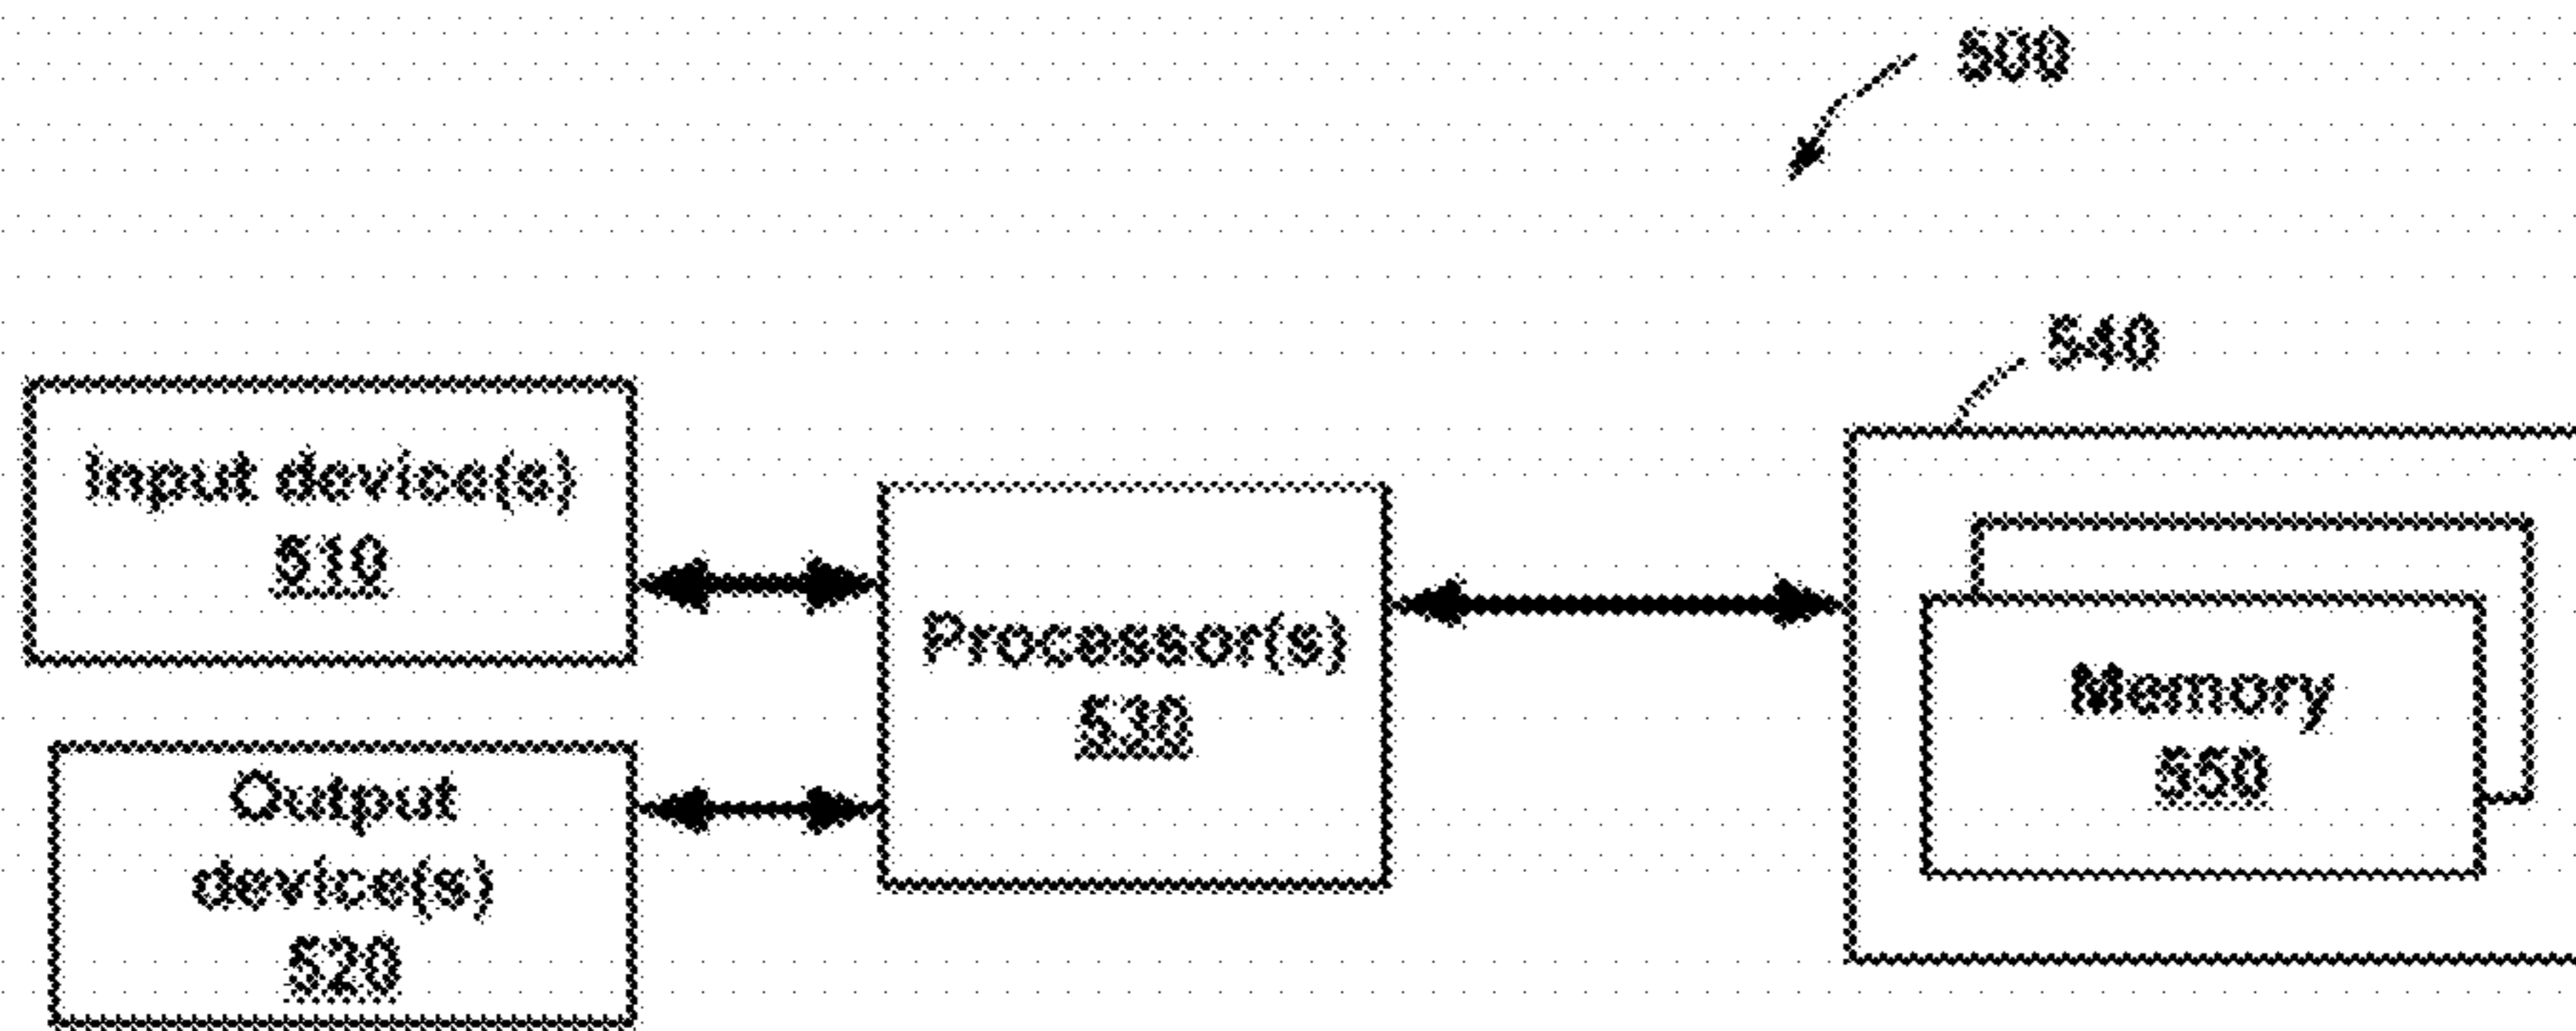 500
540
Input device(s)
510
Processor(s)
530
Memory
550
Output
device(s)
520